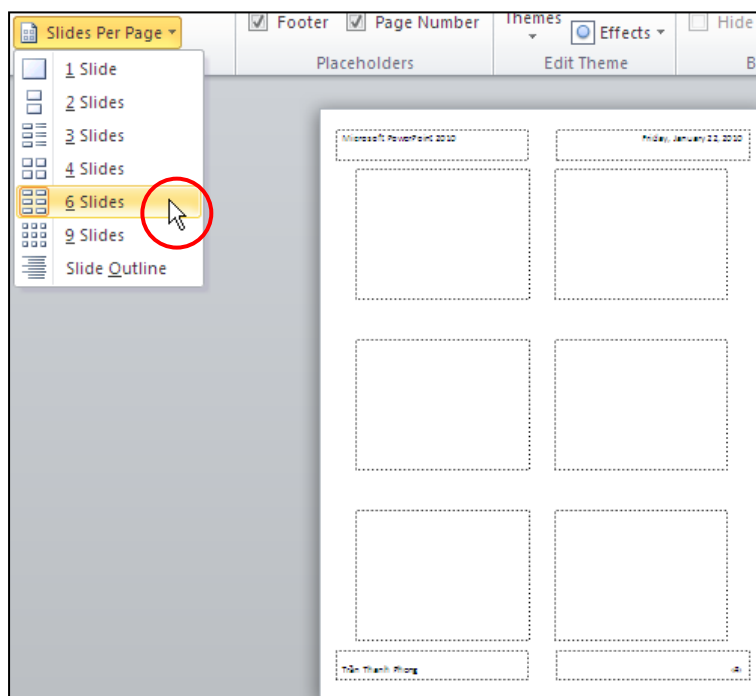 Slides Per Page
Footer
Page Number
Themes
Effects
Hide
Placeholders
Edit Theme
B
1 Slide
2 Slides
3 Slides
4 Slides
6 Slides
9 Slides
Slide Outline
Microsoft PowerPoint 2010
Friday, January 22, 2010
Trần Thanh Phong
‹#›